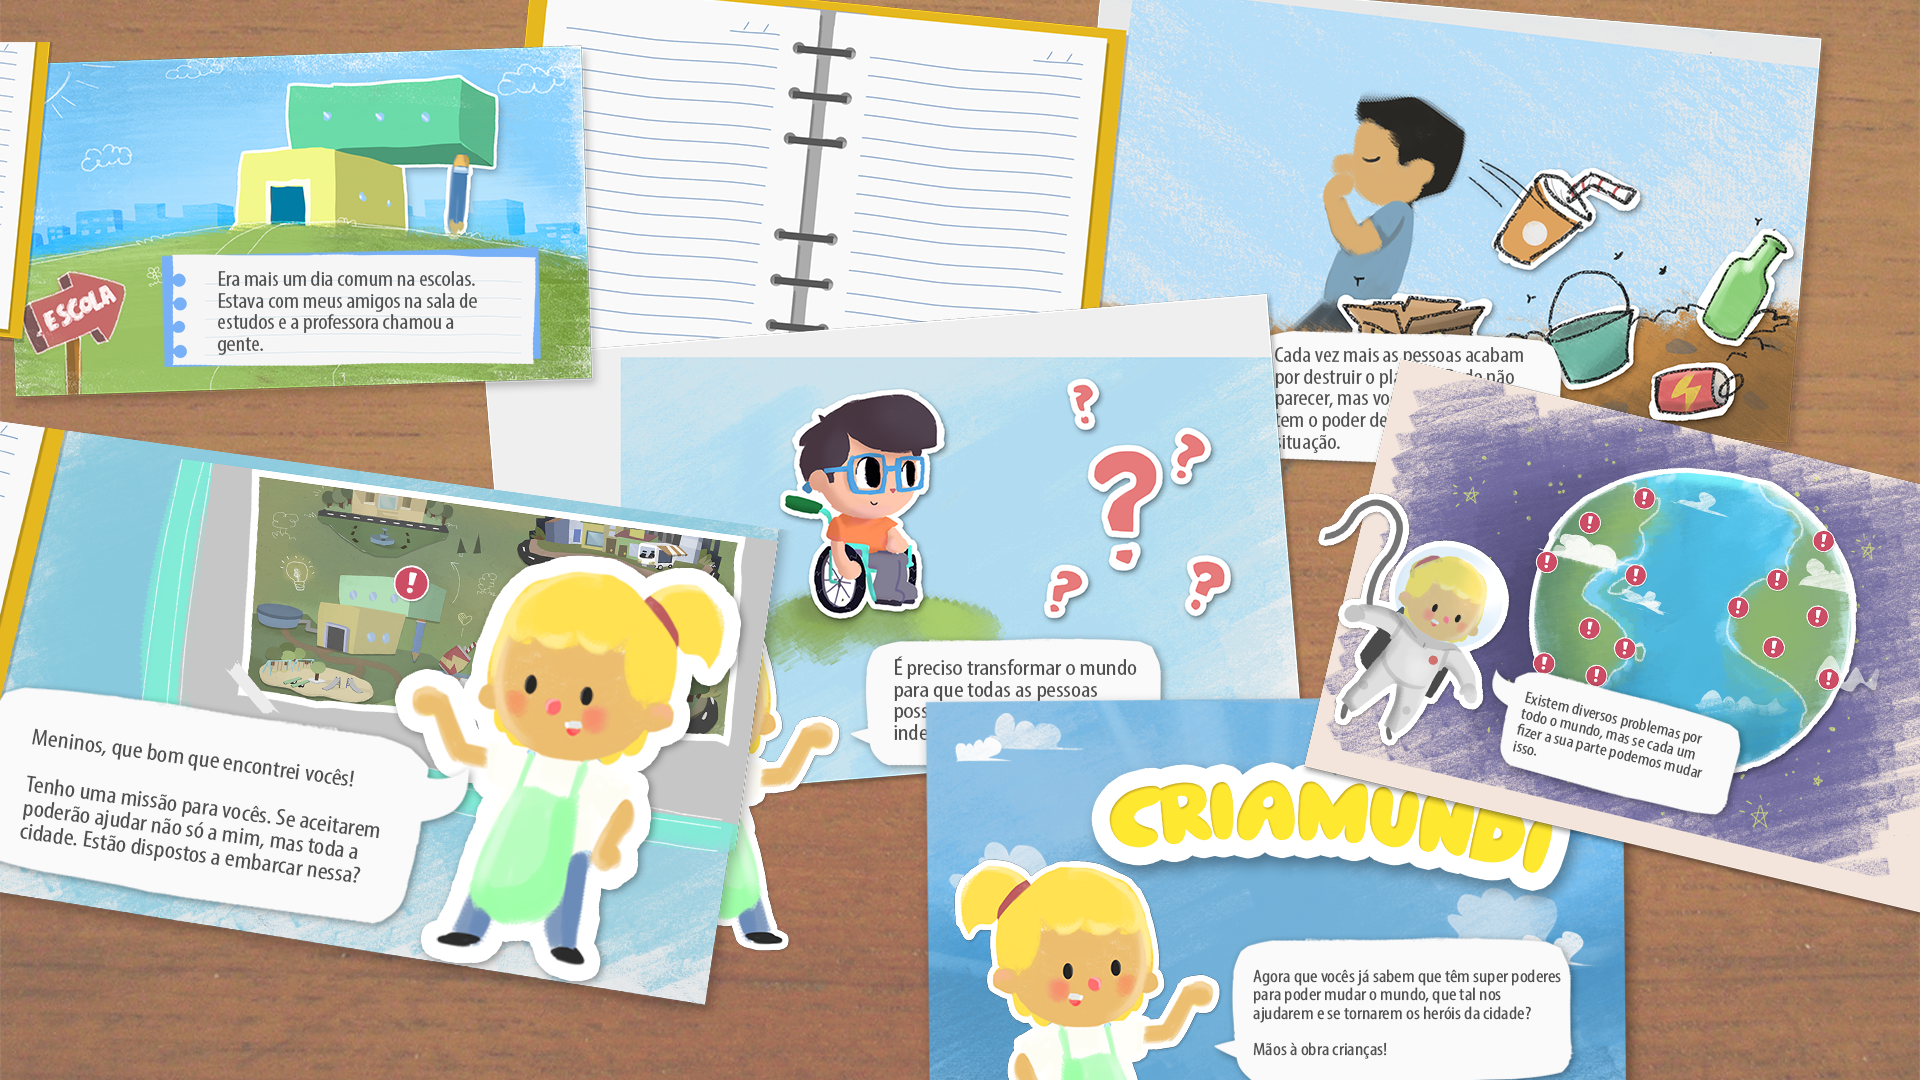 Era mais um dia comum na escolas.
Estava com meus amigos na sala de
estudos e a professora chamou a
gente.
ESCOLA
Cada vez mais as pessoas acabam
por destruir o não
parecer, mas
tem o poder de
situação.
Meninos, que bom que encontrei vocês!
Tenho uma missão para vocês. Se aceitarem
poderão ajudar não só a mim, mas toda a
cidade. Estão dispostos a embarcar nessa?
É preciso transformar o mundo
para que todas as pessoas
Existem diversos problemas por
todo o mundo, mas se cada um
fizer a sua parte podemos mudar
isso.
CRIAMUNDI
Agora que vocês já sabem que têm super poderes
para poder mudar o mundo, que tal nos
ajudarem e se tornarem os heróis da cidade?
Mãos à obra crianças!